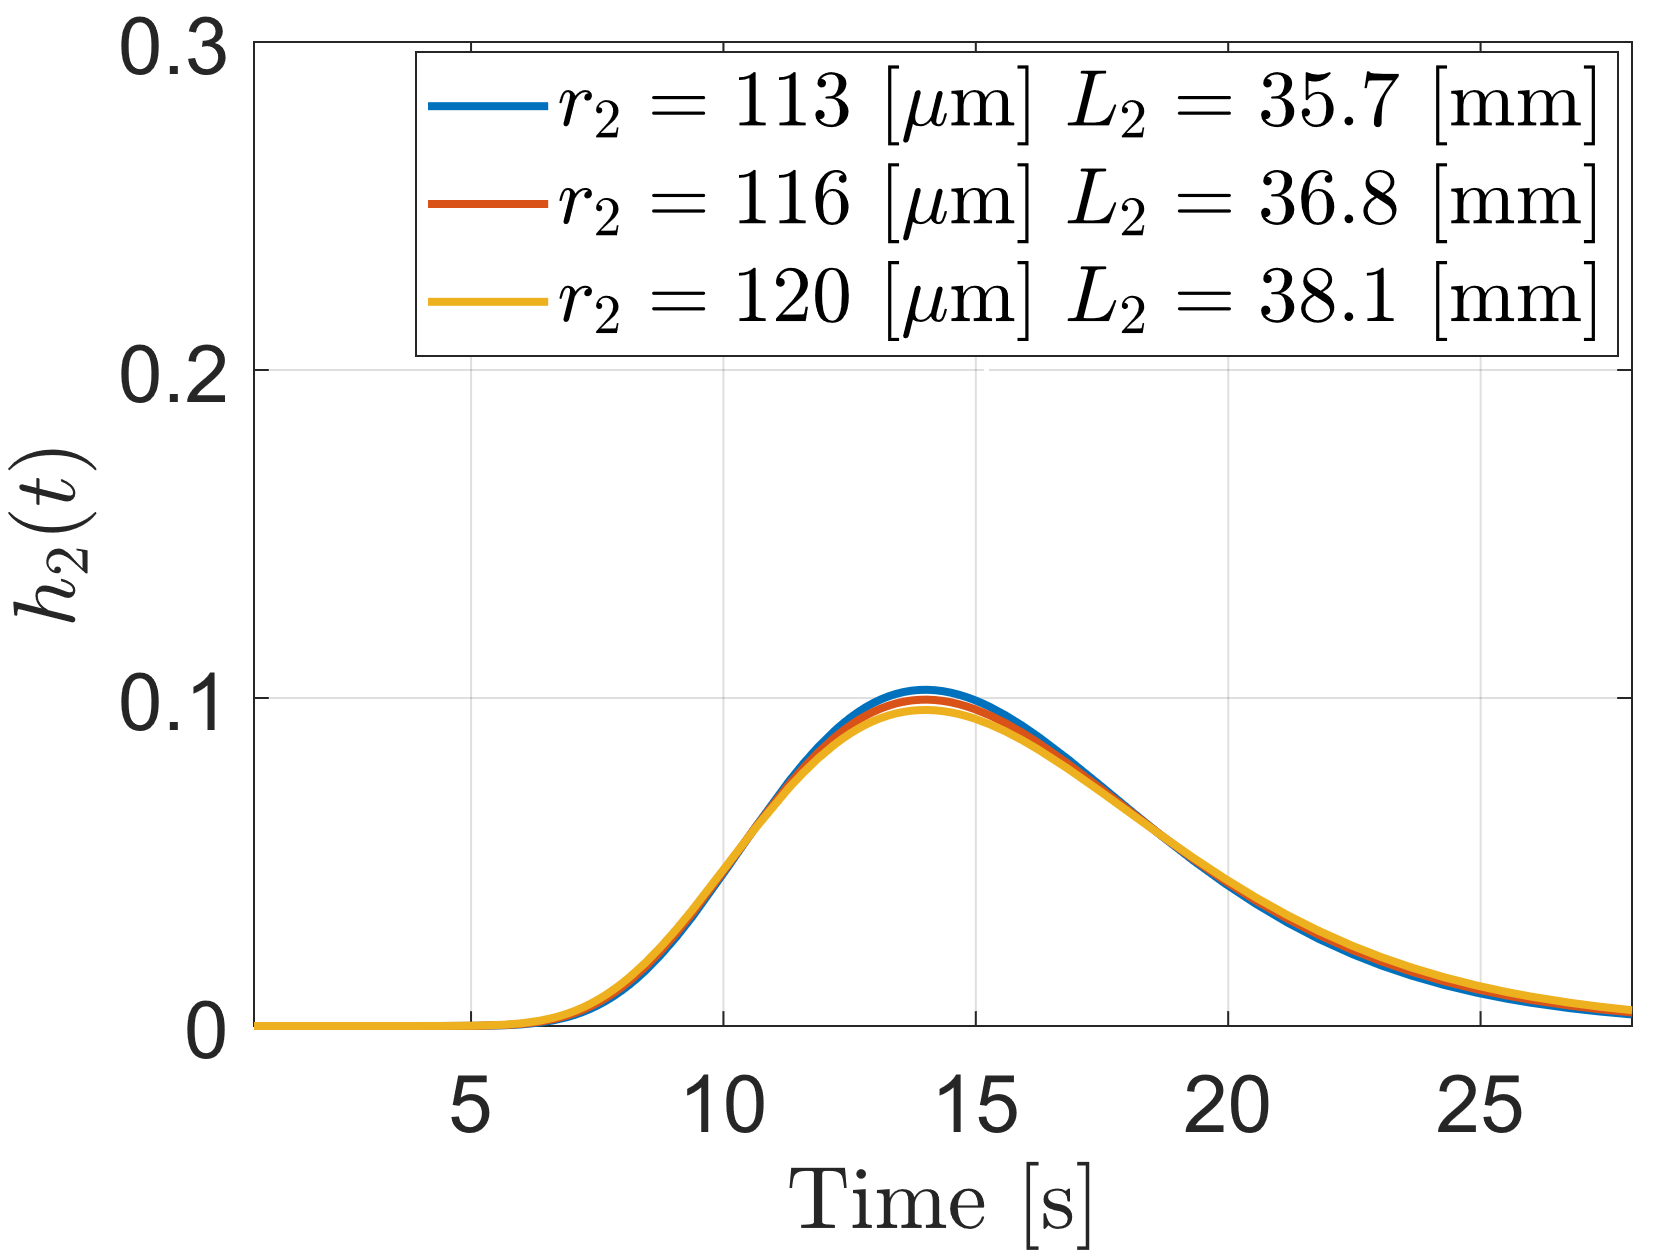 0.3
r₂ = 113 [μm] L₂ = 35.7 [mm]
r₂ = 116 [μm] L₂ = 36.8 [mm]
r₂ = 120 [μm] L₂ = 38.1 [mm]
0.2
h₂(t)
0.1
0
5 10 15 20 25
Time [s]